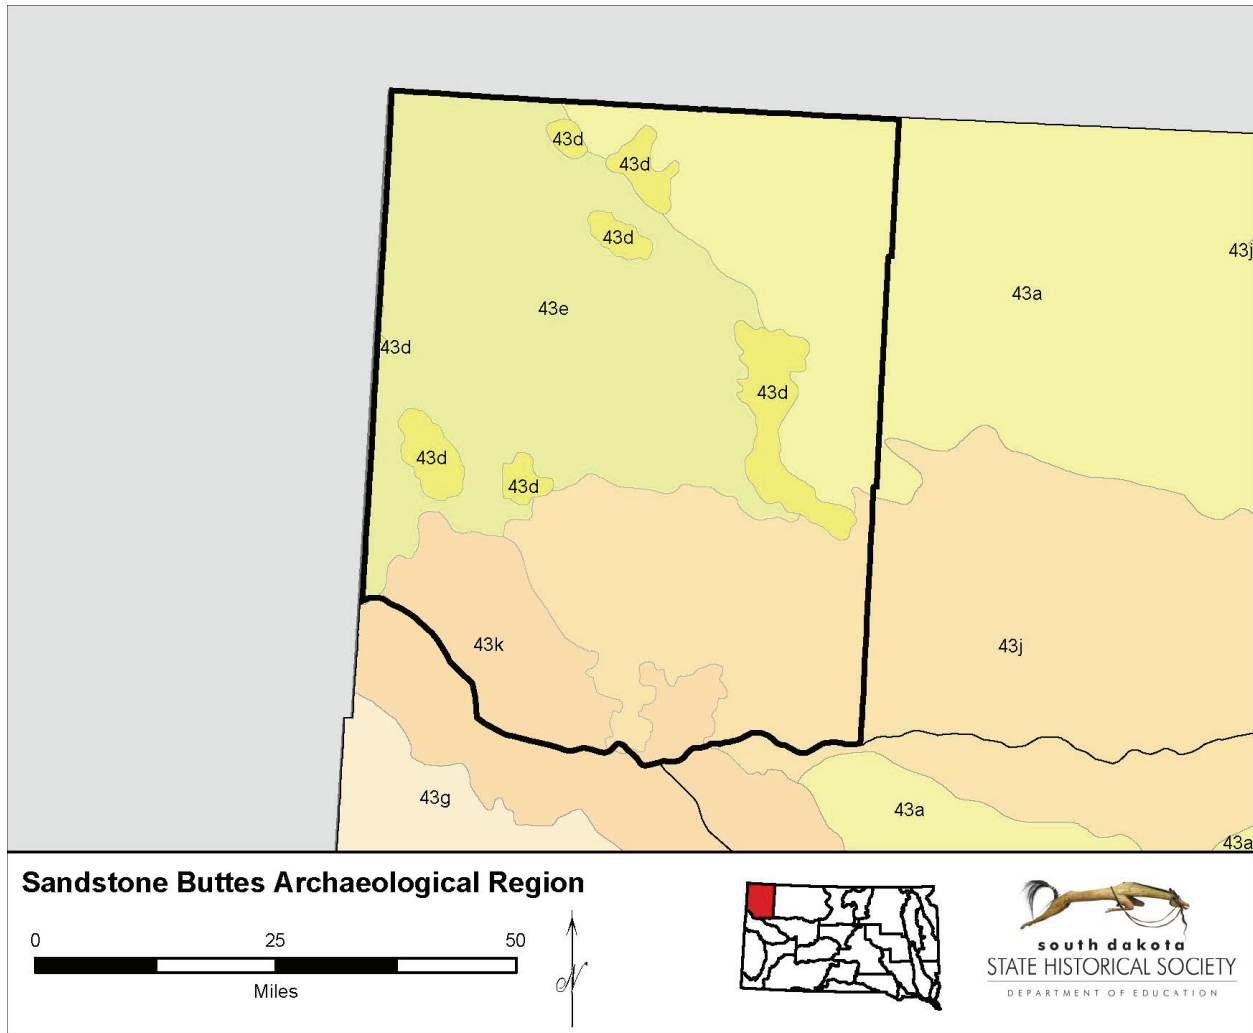 43d
43d
43d
43j
43a
43e
43d
43d
43d
43d
43k
43j
43g
43a
43a
Sandstone Buttes Archaeological Region
0 25 50
Miles
N
south dakota
STATE HISTORICAL SOCIETY
DEPARTMENT OF EDUCATION